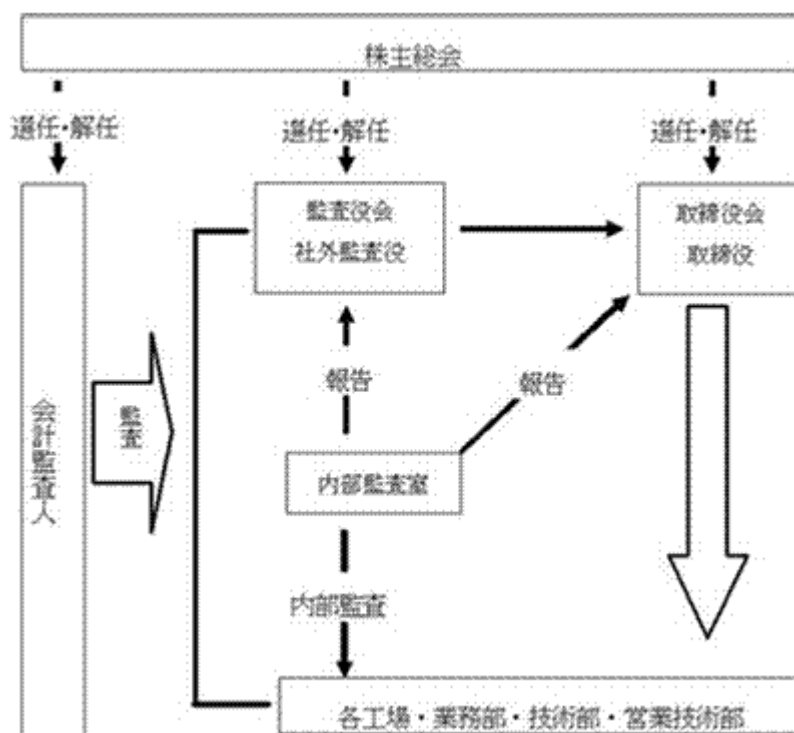 株主総会
選任・解任
選任・解任
選任・解任
監査役会
社外監査役
取締役会
取締役
報告
報告
会計監査人
監査
内部監査室
内部監査
各工場・業務部・技術部・営業技術部